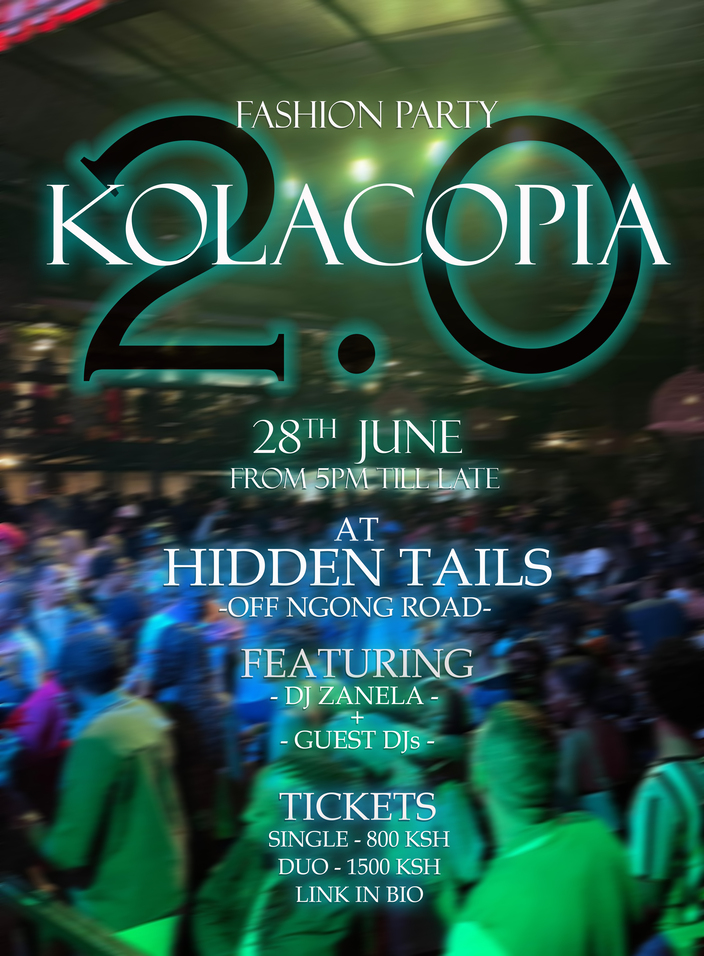 FASHION PARTY
2.0
KOLACOPIA
28TH JUNE
FROM 5PM TILL LATE
AT
HIDDEN TAILS
-OFF NGONG ROAD-
FEATURING
- DJ ZANELA -
+
- GUEST DJs -
TICKETS
SINGLE - 800 KSH
DUO - 1500 KSH
LINK IN BIO